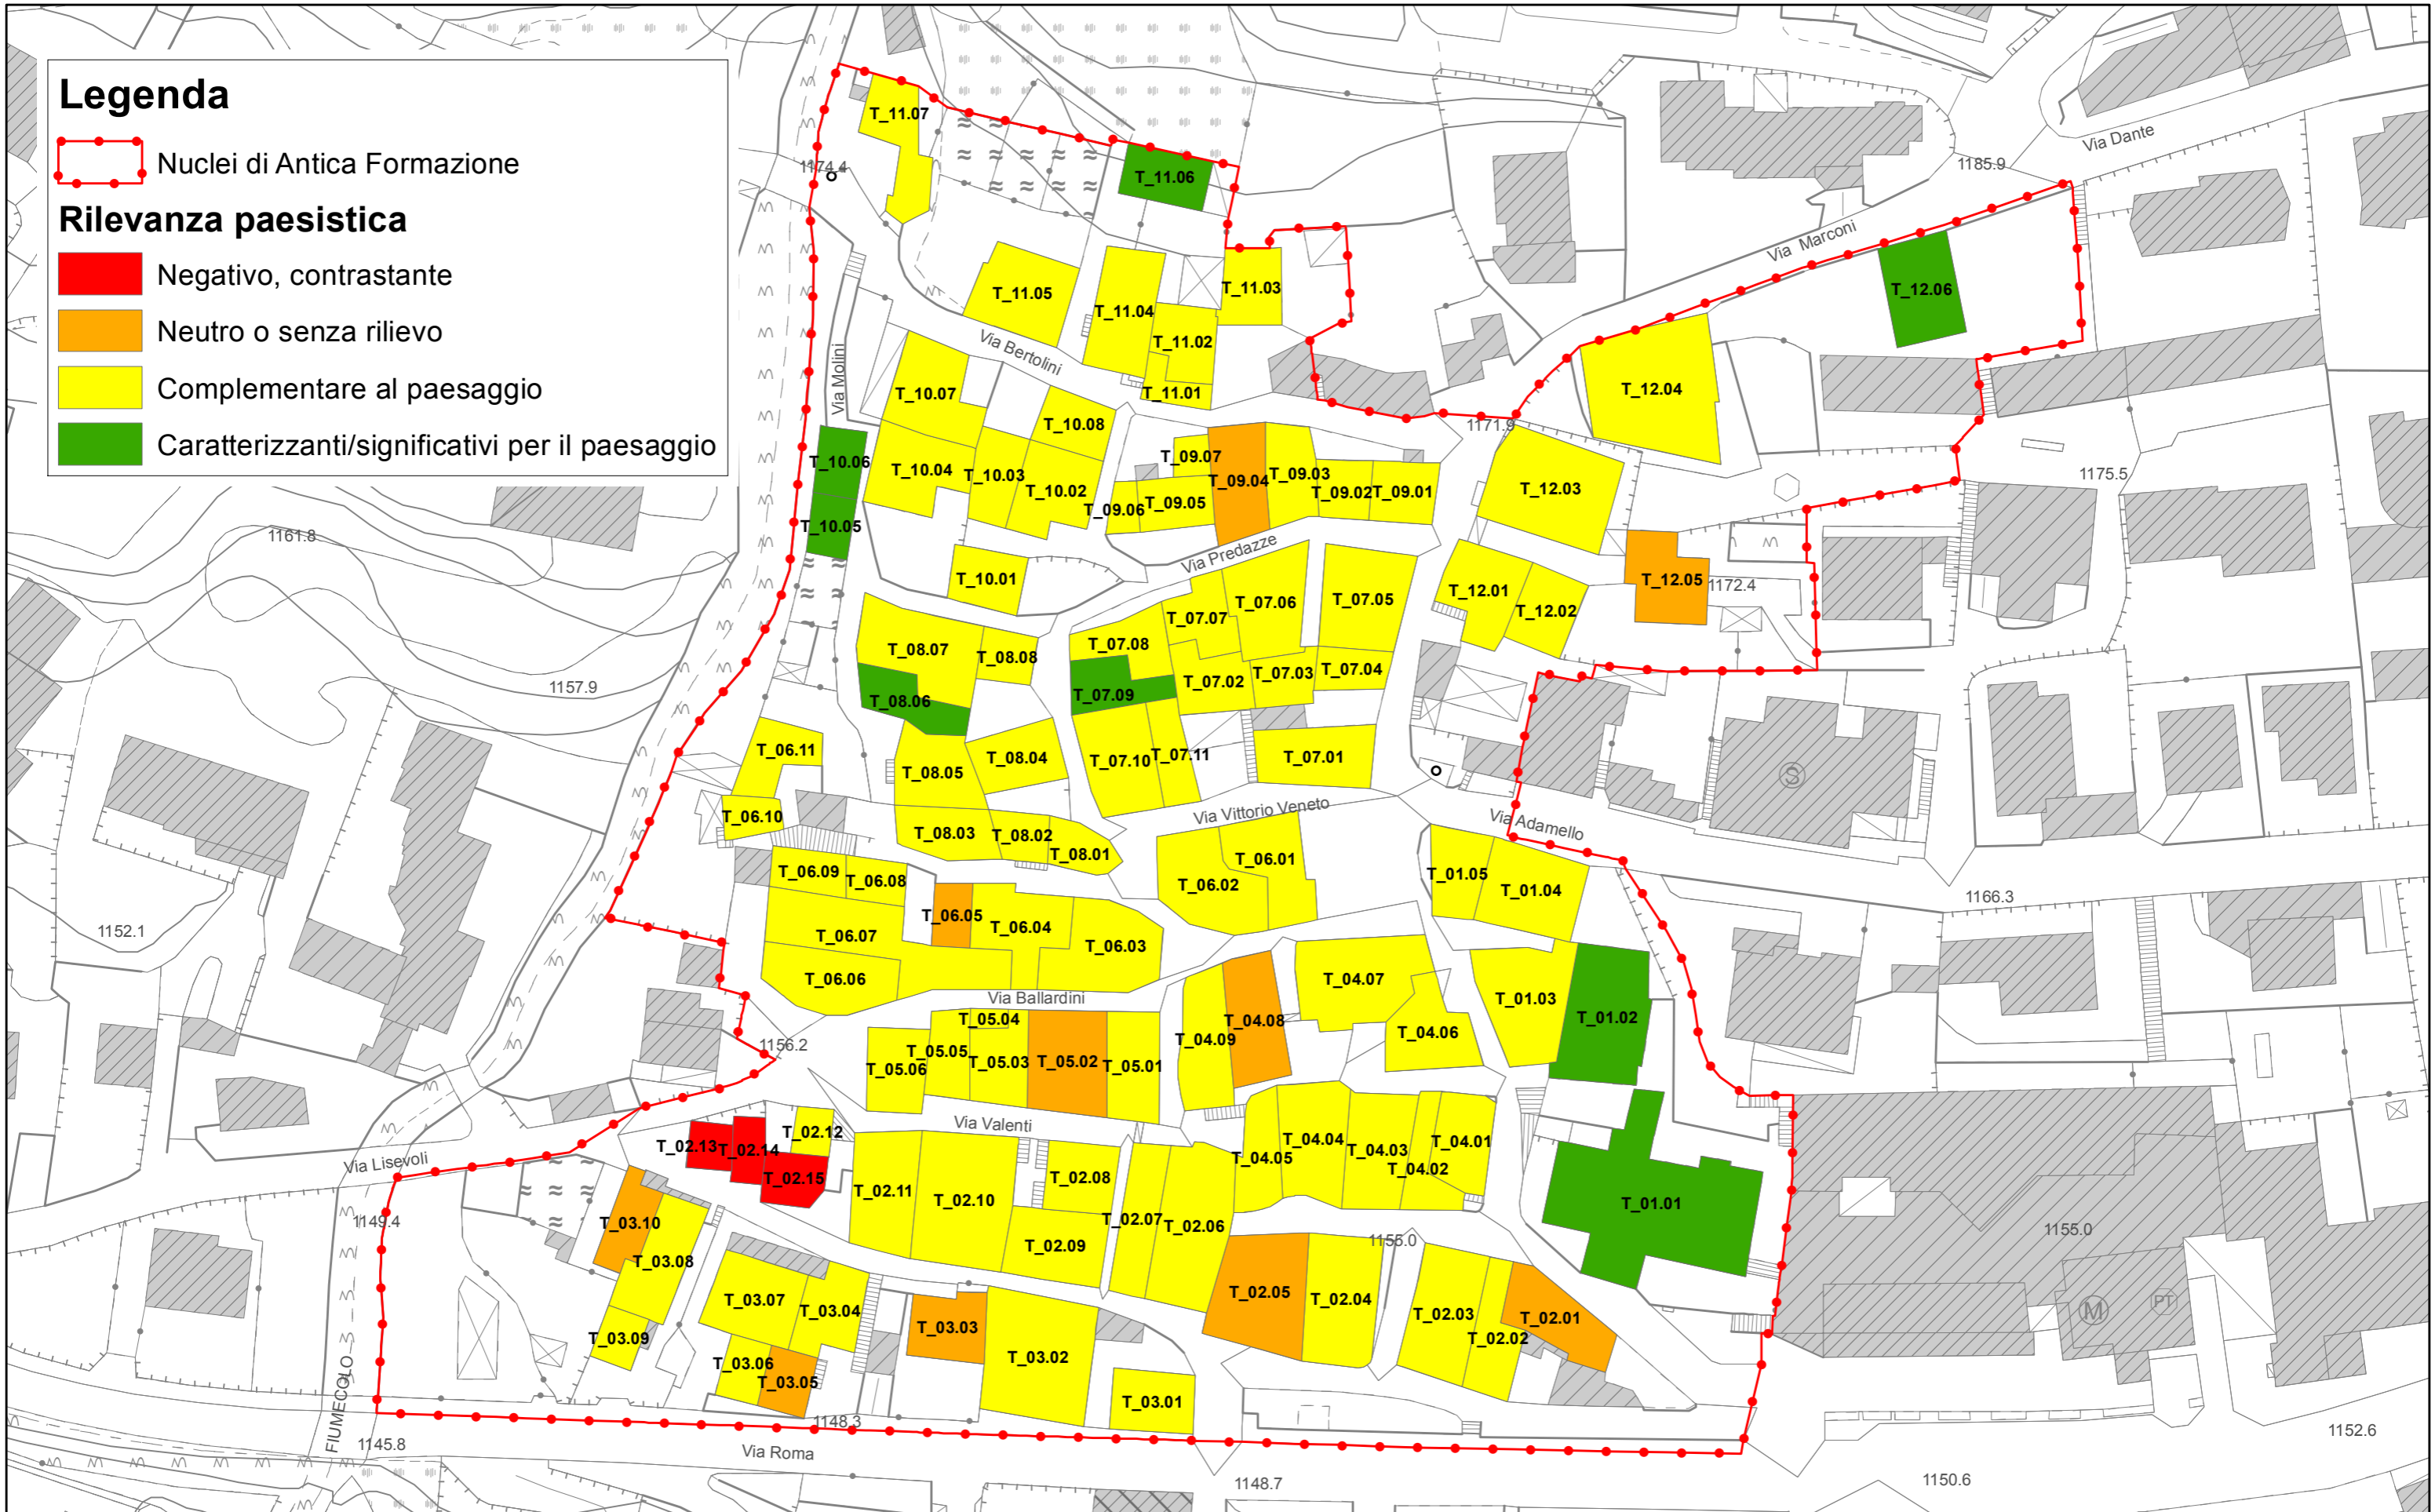 Legenda
Nuclei di Antica Formazione
Rilevanza paesistica
Negativo, contrastante
Neutro o senza rilievo
Complementare al paesaggio
Caratterizzanti/significativi per il paesaggio
T_11.07
1174.4
T_11.06
Via Dante
1185.9
Via Marconi
T_11.05
T_11.04
T_11.03
T_12.06
T_11.02
Via Bertolini
T_11.01
Via Molini
T_12.04
T_10.07
T_10.08
1171.9
T_10.06
T_10.04
T_10.03
T_10.02
T_09.07
T_09.04
T_09.03
T_09.02
T_09.01
T_09.06
T_09.05
T_12.03
1175.5
T_10.05
1161.8
Via Predazze
T_10.01
T_12.05
1172.4
T_12.01
T_12.02
T_07.07
T_07.06
T_07.05
T_08.07
T_08.08
T_07.08
T_07.02
T_07.03
T_07.04
1157.9
T_08.06
T_07.09
T_06.11
T_08.05
T_08.04
T_07.10
T_07.11
T_07.01
S
T_06.10
T_08.03
T_08.02
T_08.01
Via Vittorio Veneto
Via Adamello
T_06.09
T_06.08
T_06.02
T_06.01
T_01.05
T_01.04
1166.3
1152.1
T_06.07
T_06.05
T_06.04
T_06.03
T_06.06
Via Ballardini
T_04.07
T_01.03
T_01.02
1156.2
T_05.06
T_05.05
T_05.04
T_05.03
T_05.02
T_05.01
T_04.09
T_04.08
T_04.06
Via Valenti
T_02.13
T_02.14
T_02.12
T_02.15
Via Lisevoli
T_02.11
T_02.10
T_02.08
T_02.09
T_02.07
T_02.06
T_04.05
T_04.04
T_04.03
T_04.02
T_04.01
T_01.01
1149.4
T_03.10
T_03.08
T_03.09
1155.0
1155.0
T_03.07
T_03.04
T_03.03
T_03.02
T_02.05
T_02.04
T_02.03
T_02.02
T_02.01
M
PT
T_03.06
T_03.05
T_03.01
FIUMECOLO
1148.3
1145.8
Via Roma
1148.7
1150.6
1152.6